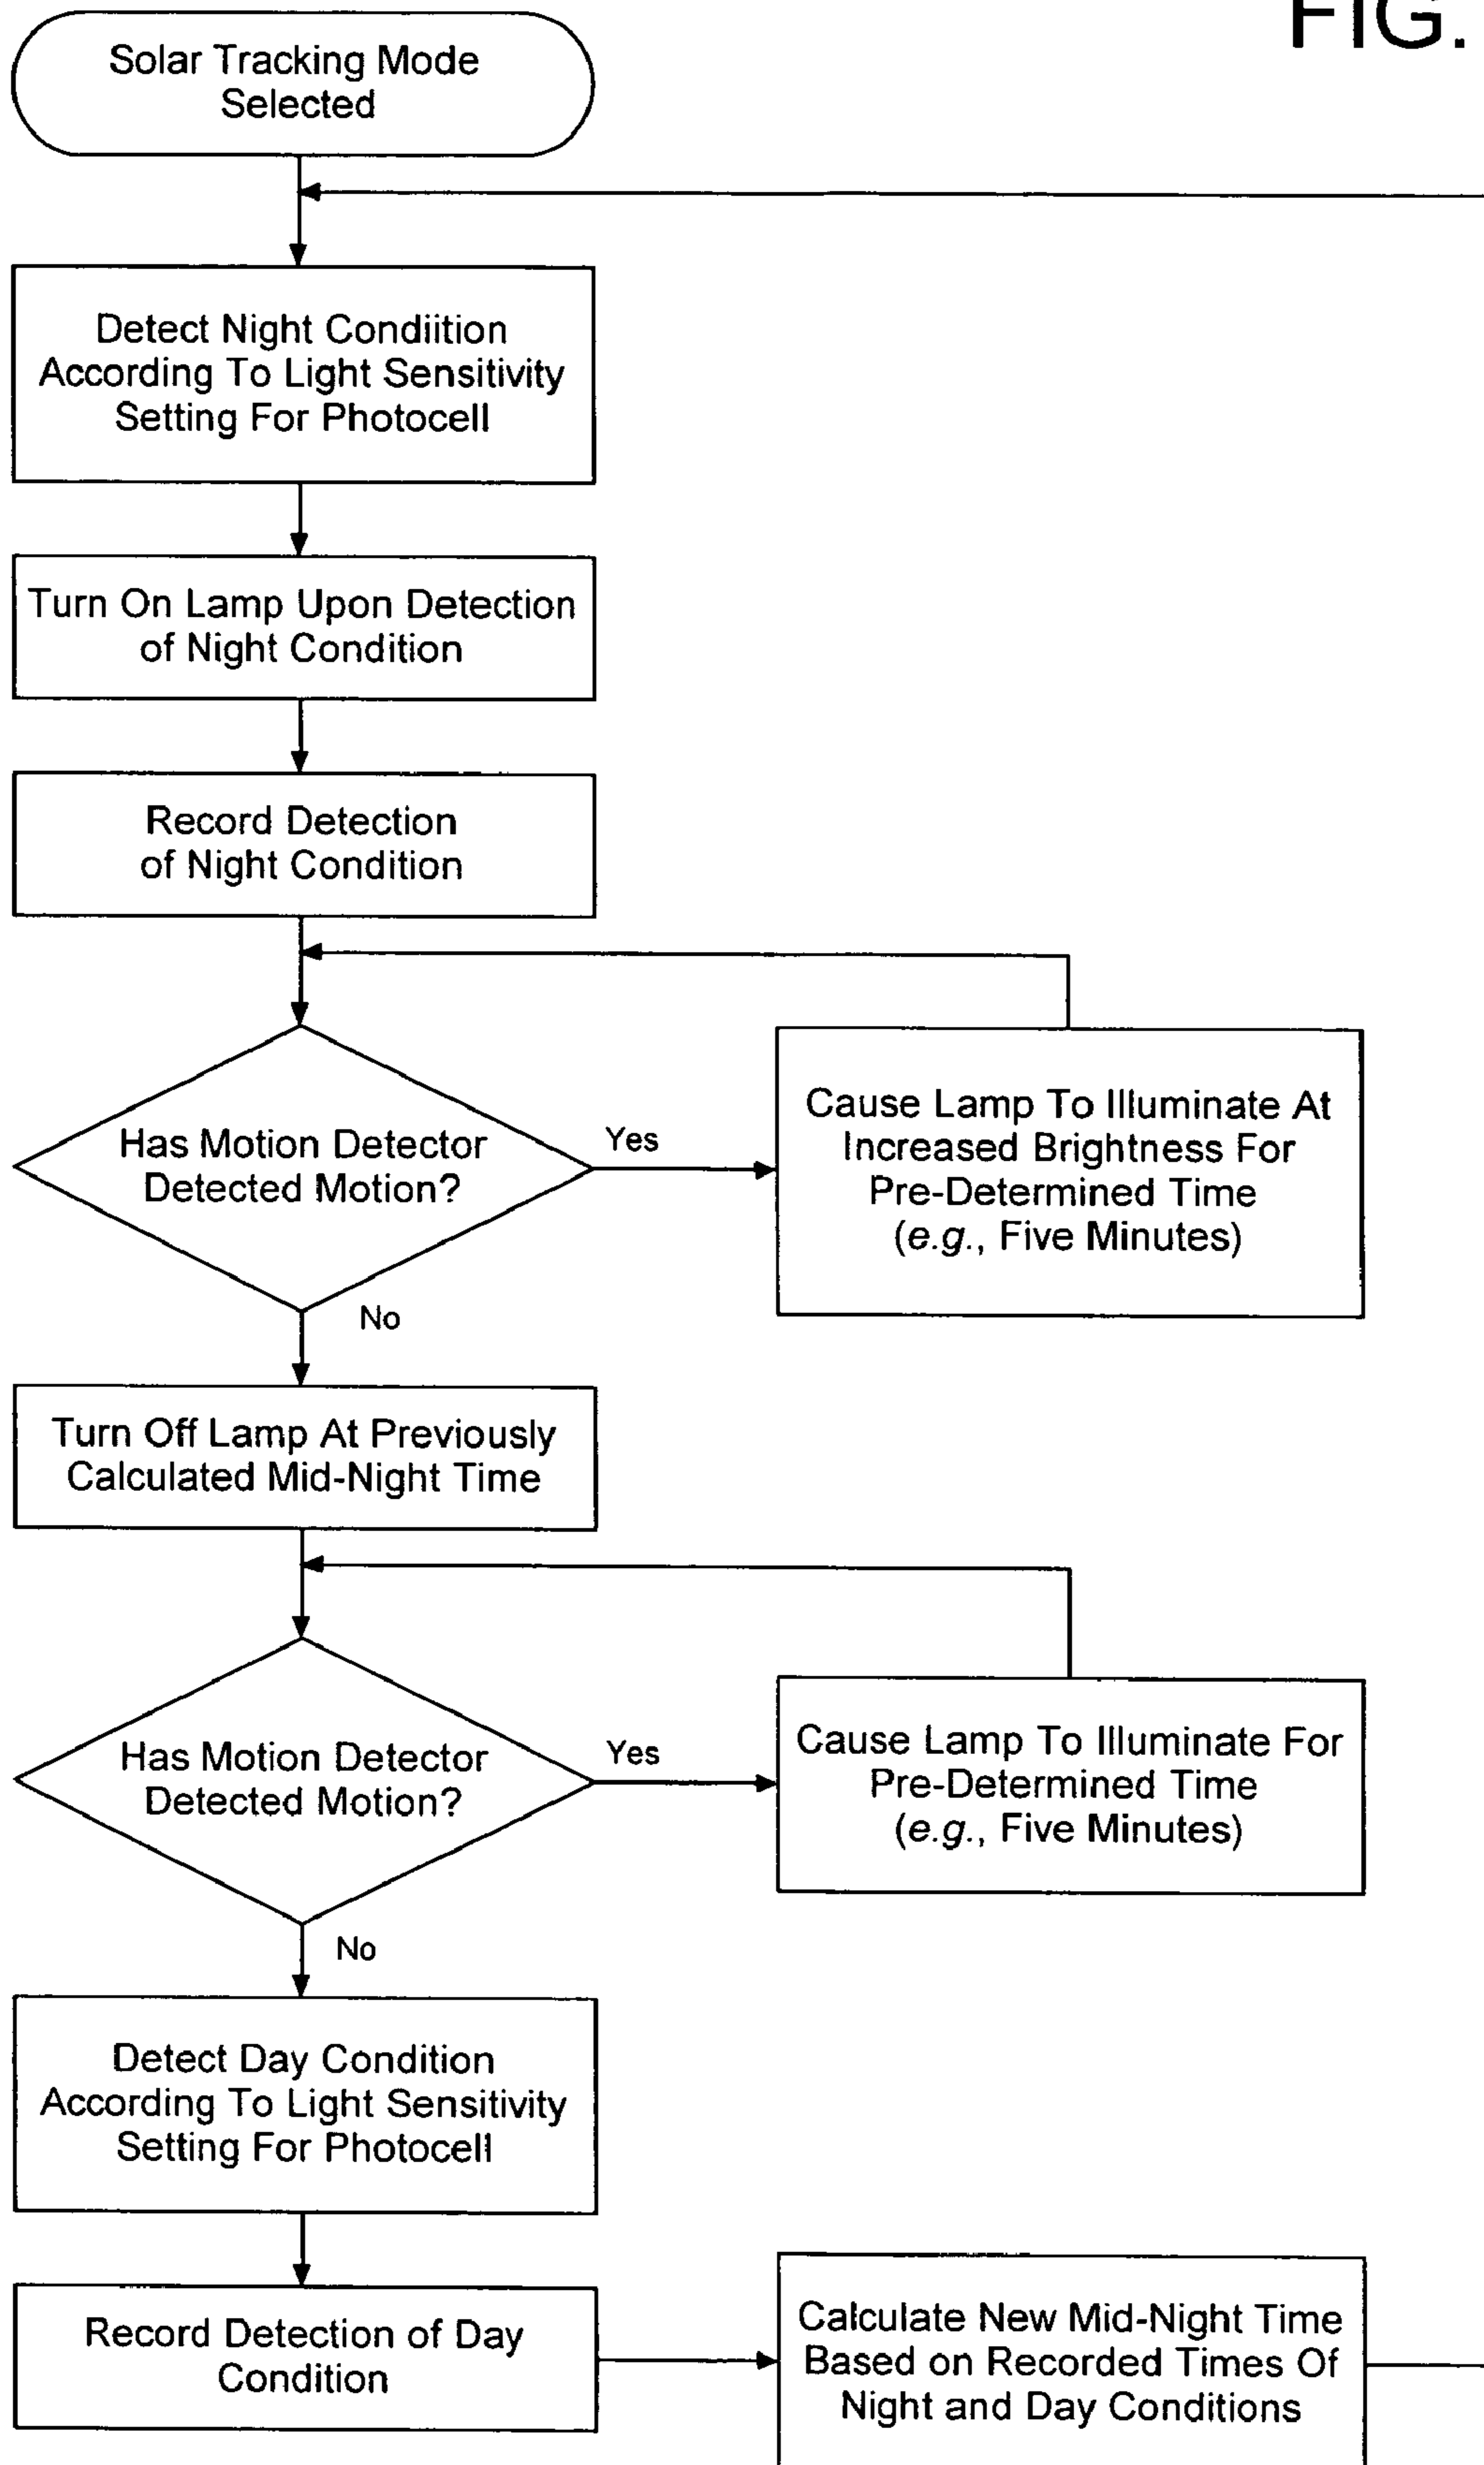 FIG.
Solar Tracking Mode
Selected
Detect Night Condiition
According To Light Sensitivity
Setting For Photocell
Turn On Lamp Upon Detection
of Night Condition
Record Detection
of Night Condition
Has Motion Detector
Detected Motion?
Yes
Cause Lamp To Illuminate At
Increased Brightness For
Pre-Determined Time
(e.g., Five Minutes)
No
Turn Off Lamp At Previously
Calculated Mid-Night Time
Has Motion Detector
Detected Motion?
Yes
Cause Lamp To Illuminate For
Pre-Determined Time
(e.g., Five Minutes)
No
Detect Day Condition
According To Light Sensitivity
Setting For Photocell
Record Detection of Day
Condition
Calculate New Mid-Night Time
Based on Recorded Times Of
Night and Day Conditions